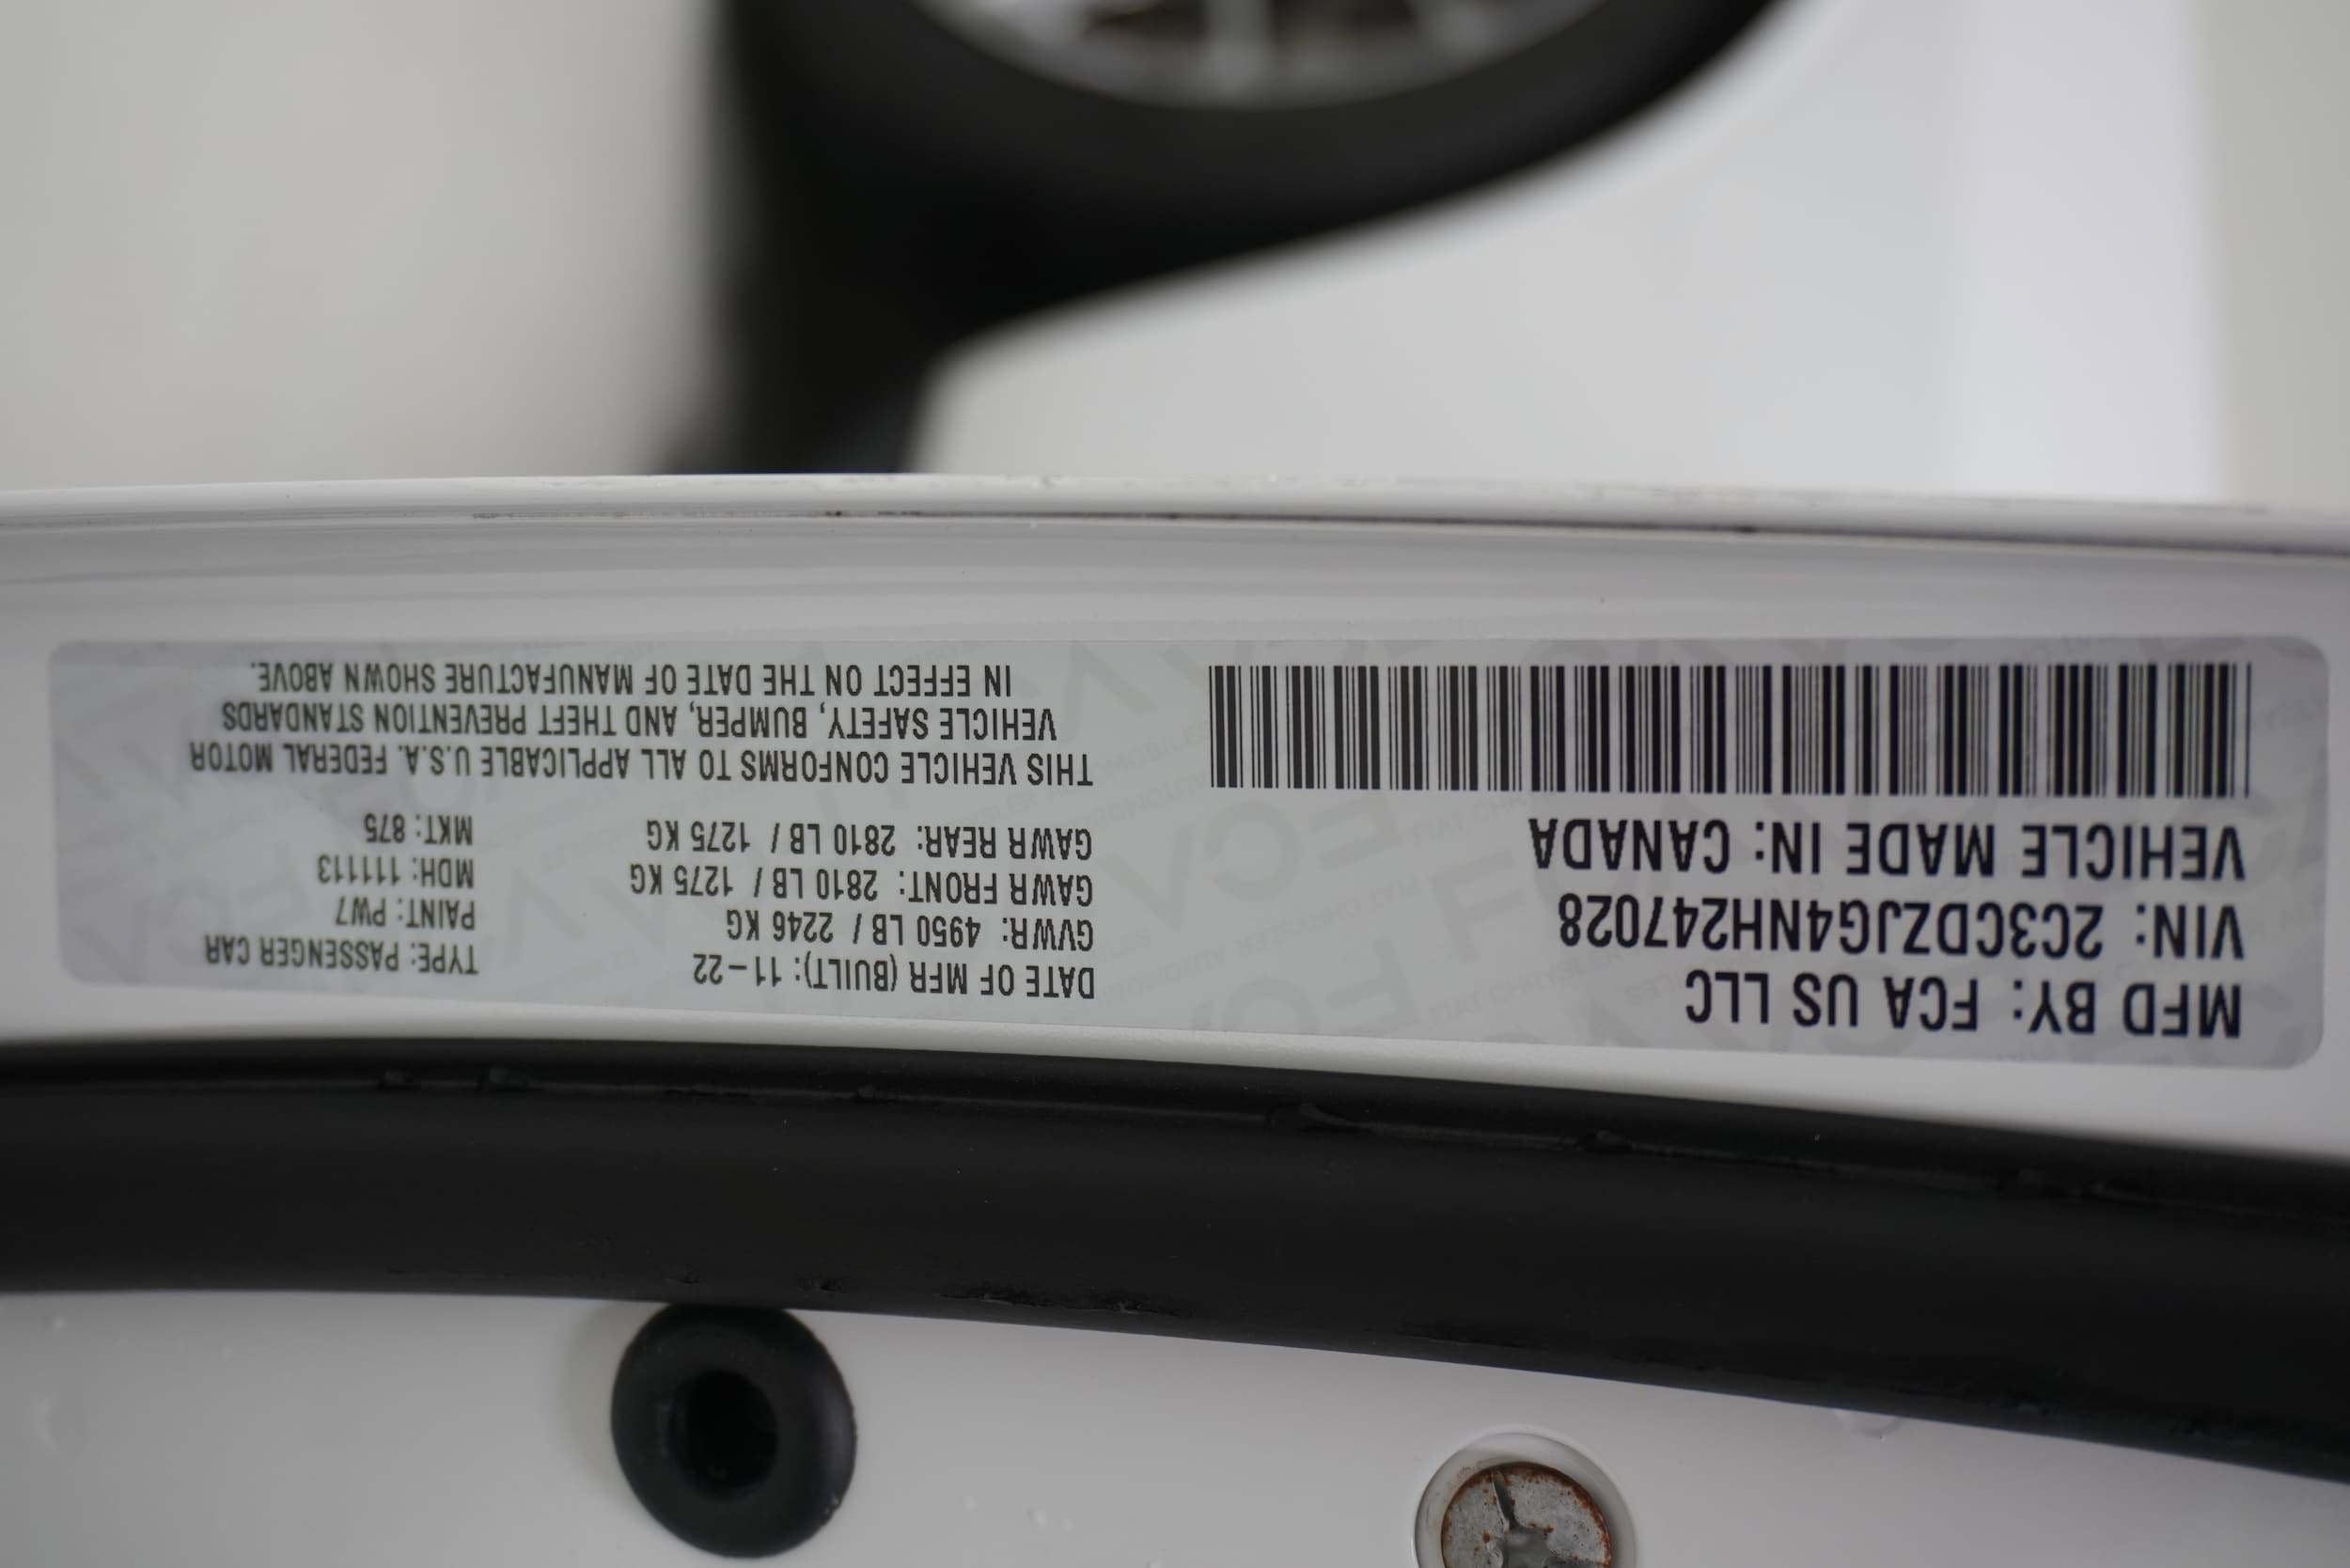 MFD BY: FCA US LLC
VIN: 2C3CDZJG4NH247028
VEHICLE MADE IN: CANADA
DATE OF MFR (BUILT): 11-22
GVWR: 4950 LB / 2246 KG
GAWR FRONT: 2810 LB / 1275 KG
GAWR REAR: 2810 LB / 1275 KG
TYPE: PASSENGER CAR
PAINT: PW7
MDH: 111113
MKT: 875
THIS VEHICLE CONFORMS TO ALL APPLICABLE U.S.A. FEDERAL MOTOR
VEHICLE SAFETY, BUMPER, AND THEFT PREVENTION STANDARDS
IN EFFECT ON THE DATE OF MANUFACTURE SHOWN ABOVE.